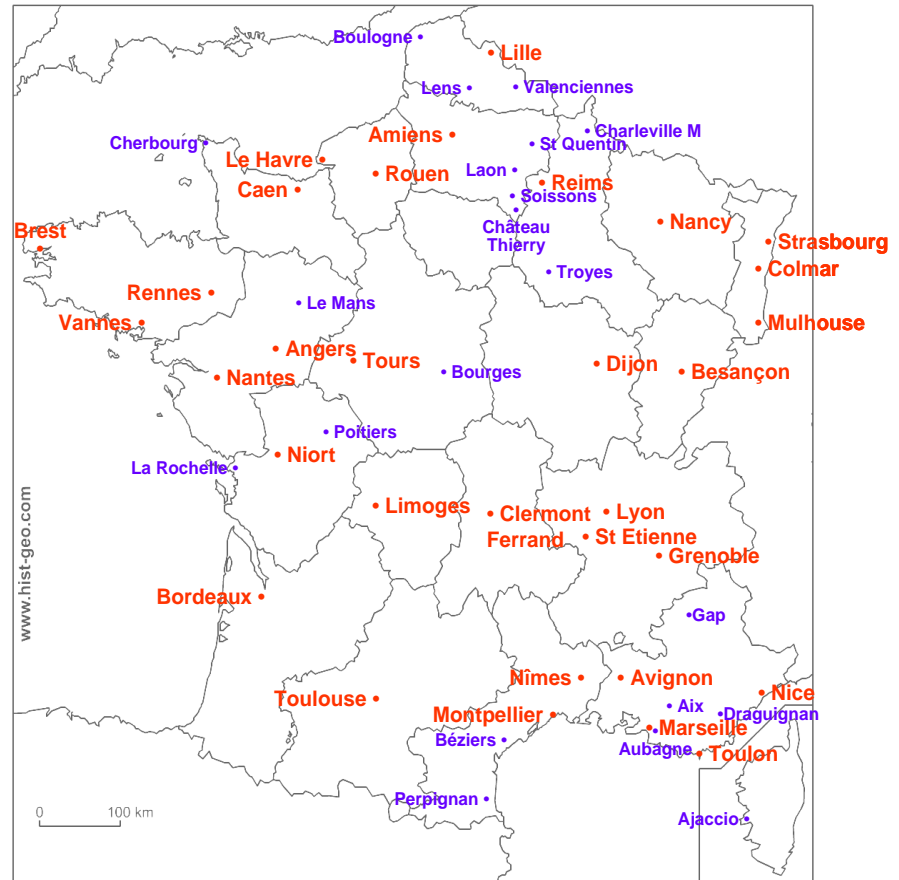 Boulogne
Lille
Lens
Valenciennes
Amiens
Charleville M
St Quentin
Cherbourg
Le Havre
Rouen
Laon
Reims
Caen
Soissons
Château
Thierry
Nancy
Brest
Strasbourg
Colmar
Troyes
Rennes
Le Mans
Vannes
Mulhouse
Angers
Tours
Dijon
Besançon
Nantes
Bourges
Poitiers
Niort
La Rochelle
Limoges
Clermont
Ferrand
Lyon
St Etienne
Grenoble
www.hist-geo.com
Bordeaux
Gap
Nîmes
Avignon
Toulouse
Nice
Aix
Draguignan
Montpellier
Marseille
Béziers
Aubagne
Toulon
Perpignan
Ajaccio
0 100 km